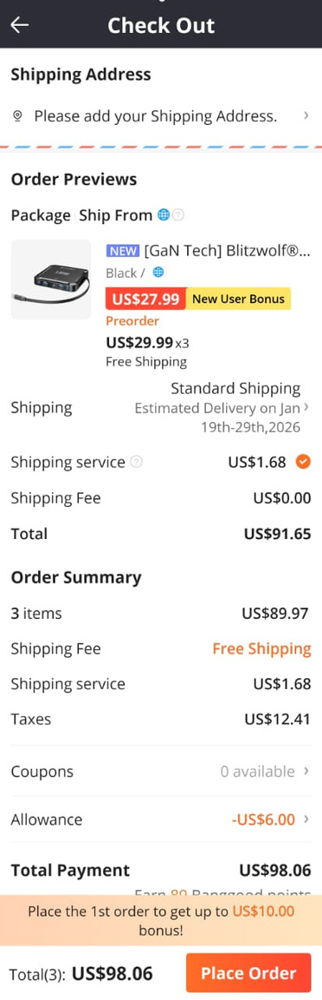 Check Out
Shipping Address
Please add your Shipping Address.
Order Previews
Package Ship From
NEW [GaN Tech] Blitzwolf®...
Black /
US$27.99 New User Bonus
Preorder
US$29.99 x3
Free Shipping
Standard Shipping
Shipping Estimated Delivery on Jan
19th-29th,2026
Shipping service US$1.68
Shipping Fee US$0.00
Total US$91.65
Order Summary
3 items US$89.97
Shipping Fee Free Shipping
Shipping service US$1.68
Taxes US$12.41
Coupons 0 available
Allowance -US$6.00
Total Payment US$98.06
Earn 89 Banggood points
Place the 1st order to get up to US$10.00
bonus!
Total(3): US$98.06 Place Order